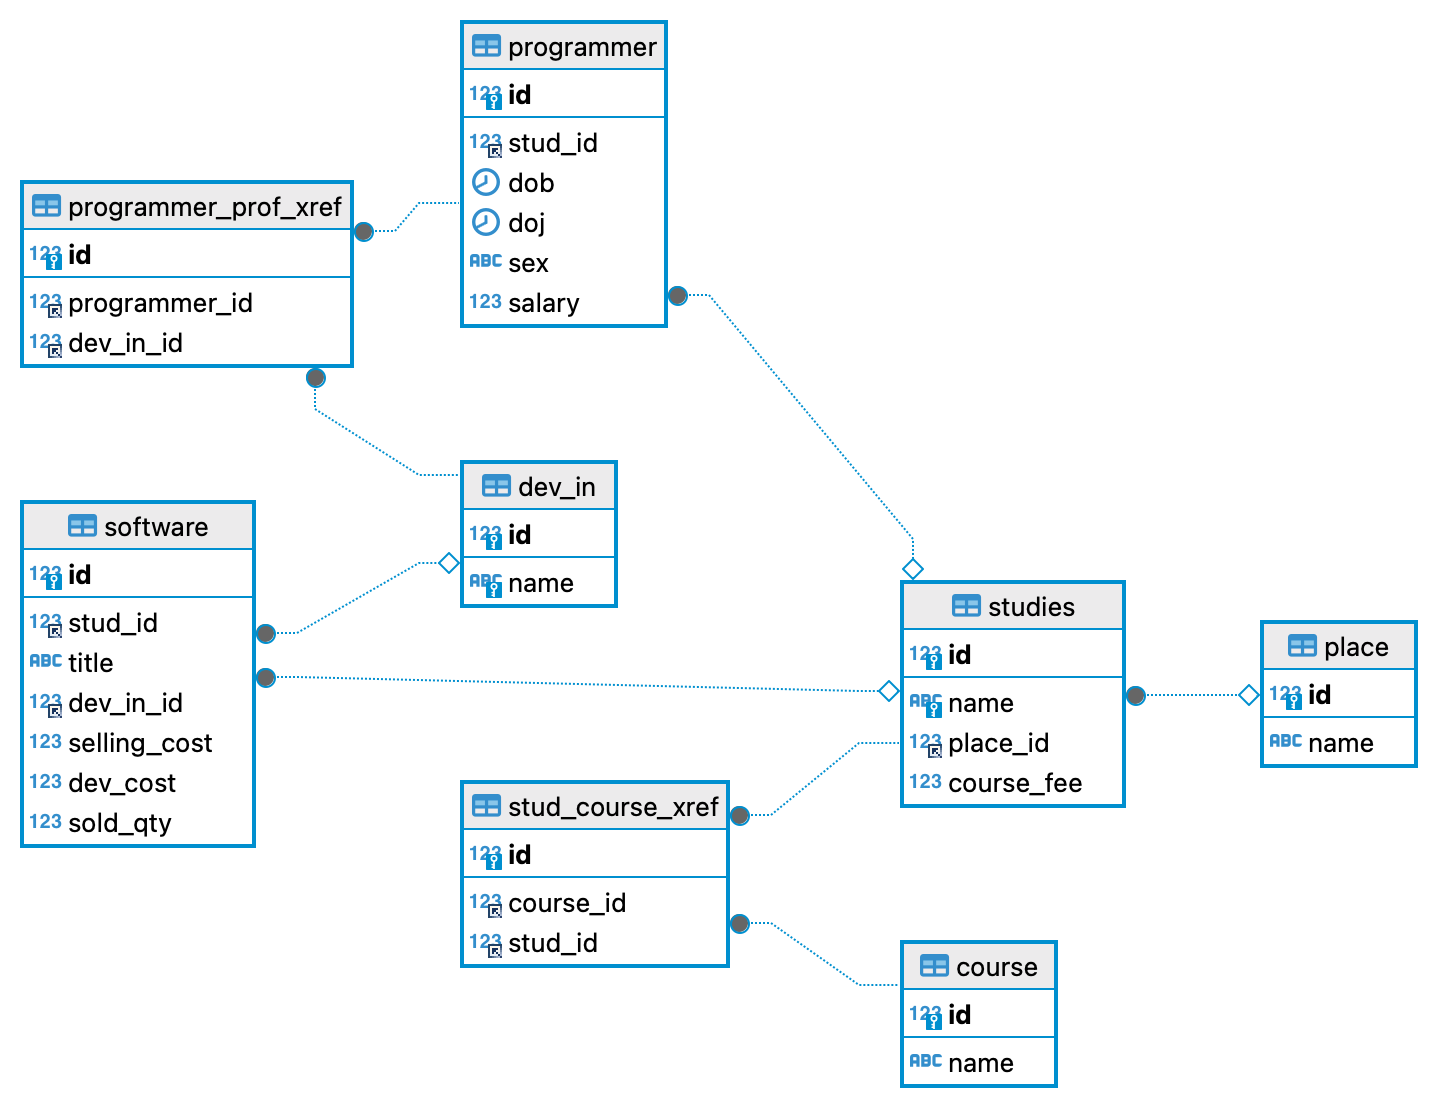 programmer
123 id
123 stud_id
dob
doj
ABC sex
123 salary
programmer_prof_xref
123 id
123 programmer_id
123 dev_in_id
dev_in
123 id
ABC name
software
123 id
123 stud_id
ABC title
123 dev_in_id
123 selling_cost
123 dev_cost
123 sold_qty
studies
123 id
ABC name
123 place_id
123 course_fee
place
123 id
ABC name
stud_course_xref
123 id
123 course_id
123 stud_id
course
123 id
ABC name